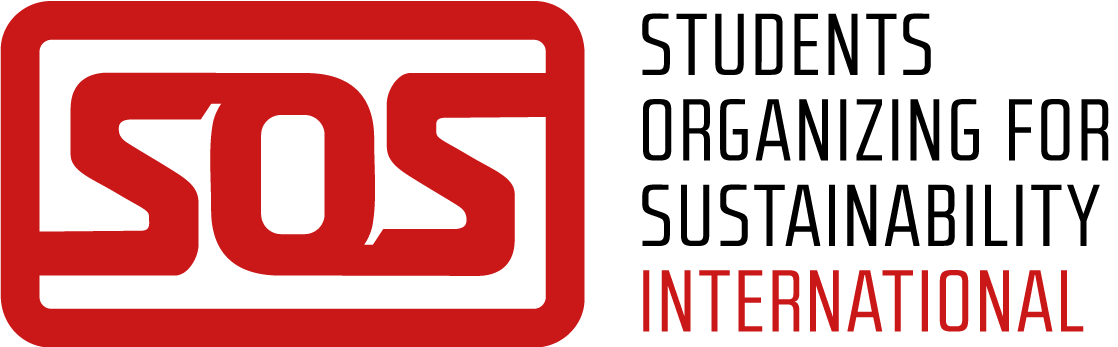 SOS
STUDENTS
ORGANIZING FOR
SUSTAINABILITY
INTERNATIONAL